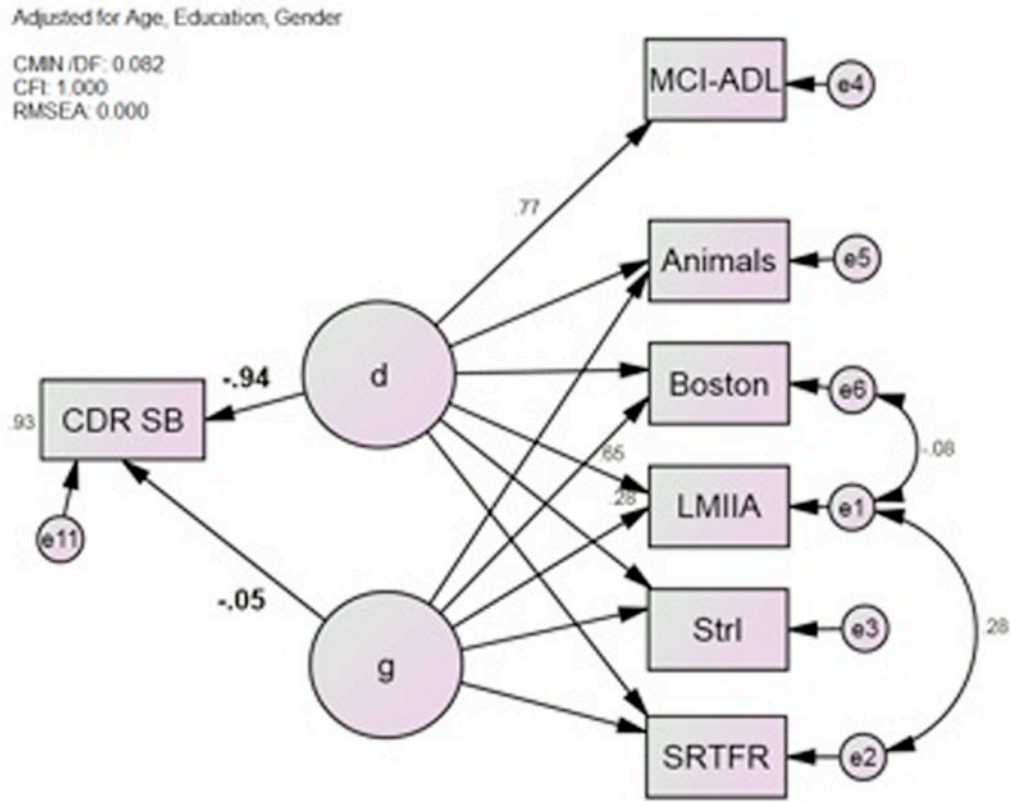 Adjusted for Age, Education, Gender
CMIN /DF: 0.082
CFI: 1.000
RMSEA: 0.000
MCI-ADL
e4
.77
Animals
e5
d
Boston
e6
-.94
.93
CDR SB
.65
-.08
.28
LMIIA
e1
e11
-.05
g
Strl
e3
.28
SRTFR
e2